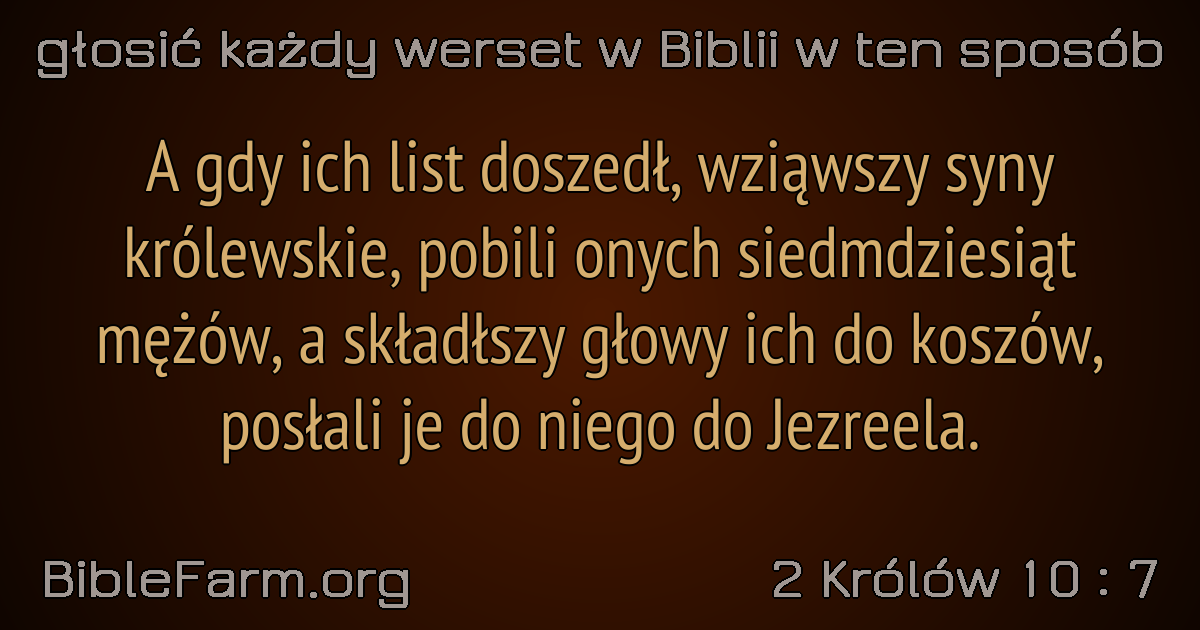 głosić każdy werset w Biblii w ten sposób
A gdy ich list doszedł, wziąwszy syny
królewskie, pobili onych siedmdziesiąt
mężów, a składłszy głowy ich do koszów,
posłali je do niego do Jezreela.
BibleFarm.org
2 Królów 10 : 7